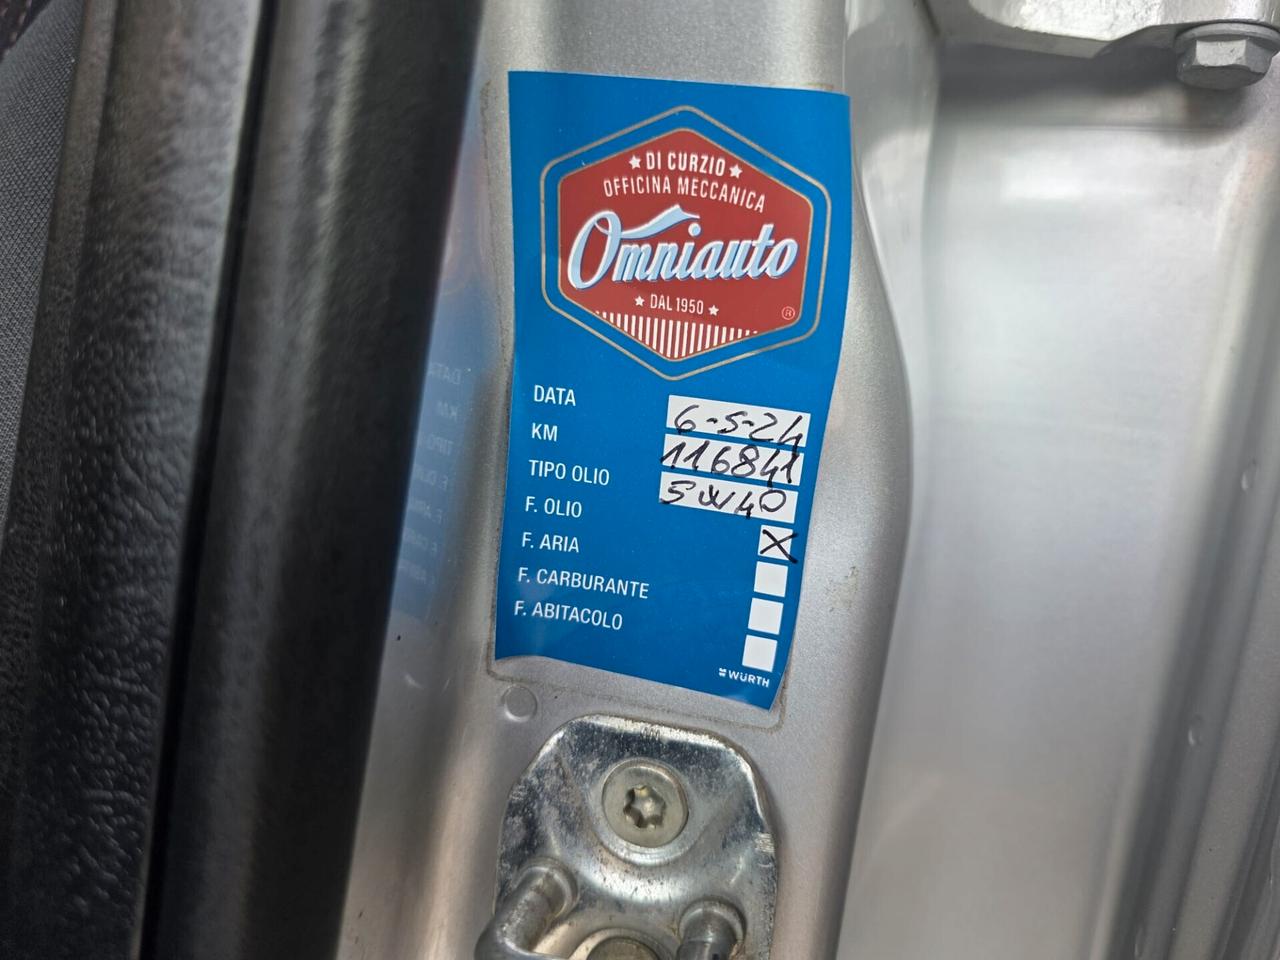 ★ DI CURZIO ★
OFFICINA MECCANICA
Omniauto
★ DAL 1950 ★
®
DATA 6-5-24
KM 116841
TIPO OLIO 5W40
F. OLIO X
F. ARIA
F. CARBURANTE
F. ABITACOLO
WÜRTH